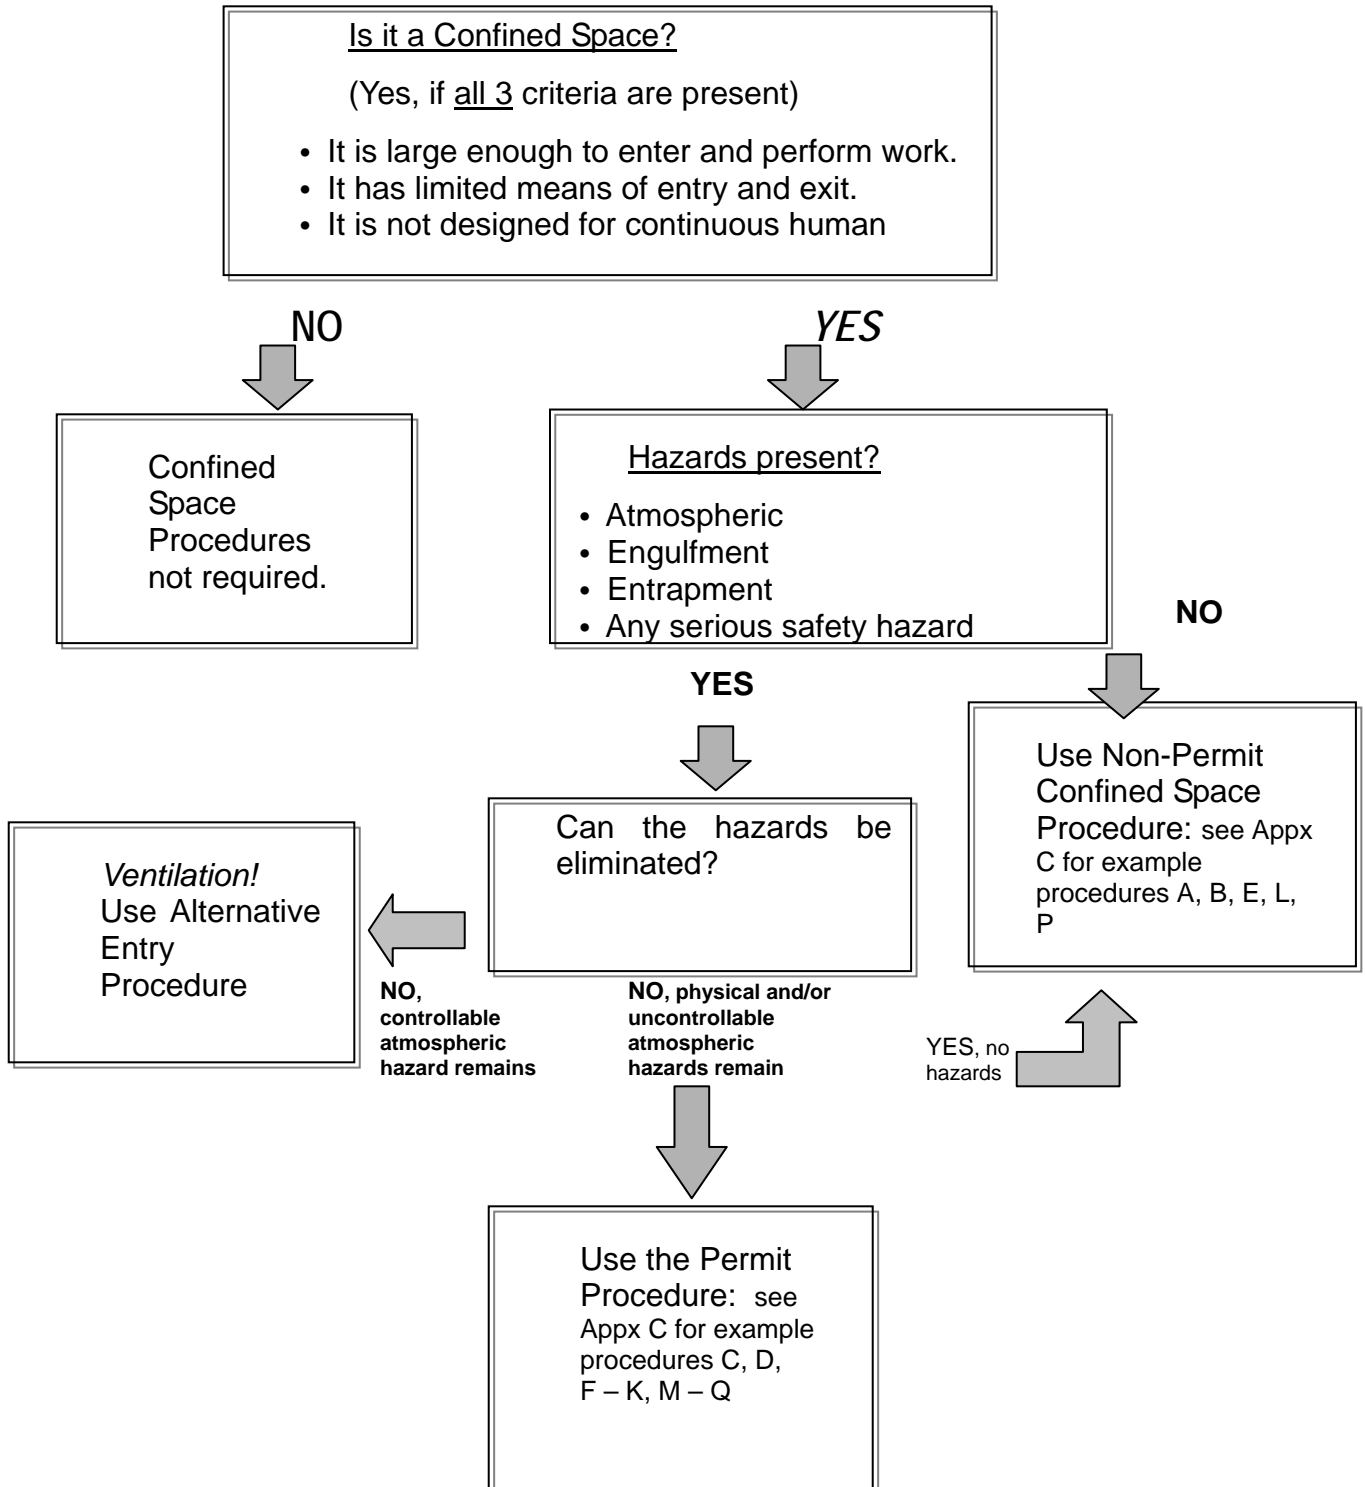 Is it a Confined Space?
(Yes, if all 3 criteria are present)
• It is large enough to enter and perform work.
• It has limited means of entry and exit.
• It is not designed for continuous human
NO
YES
Confined
Space
Procedures
not required.
Hazards present?
• Atmospheric
• Engulfment
• Entrapment
• Any serious safety hazard
NO
YES
Use Non-Permit
Confined Space
Procedure: see Appx
C for example
procedures A, B, E, L,
P
Can the hazards be
eliminated?
Ventilation!
Use Alternative
Entry
Procedure
NO,
controllable
atmospheric
hazard remains
NO, physical and/or
uncontrollable
atmospheric
hazards remain
YES, no
hazards
Use the Permit
Procedure: see
Appx C for example
procedures C, D,
F – K, M – Q